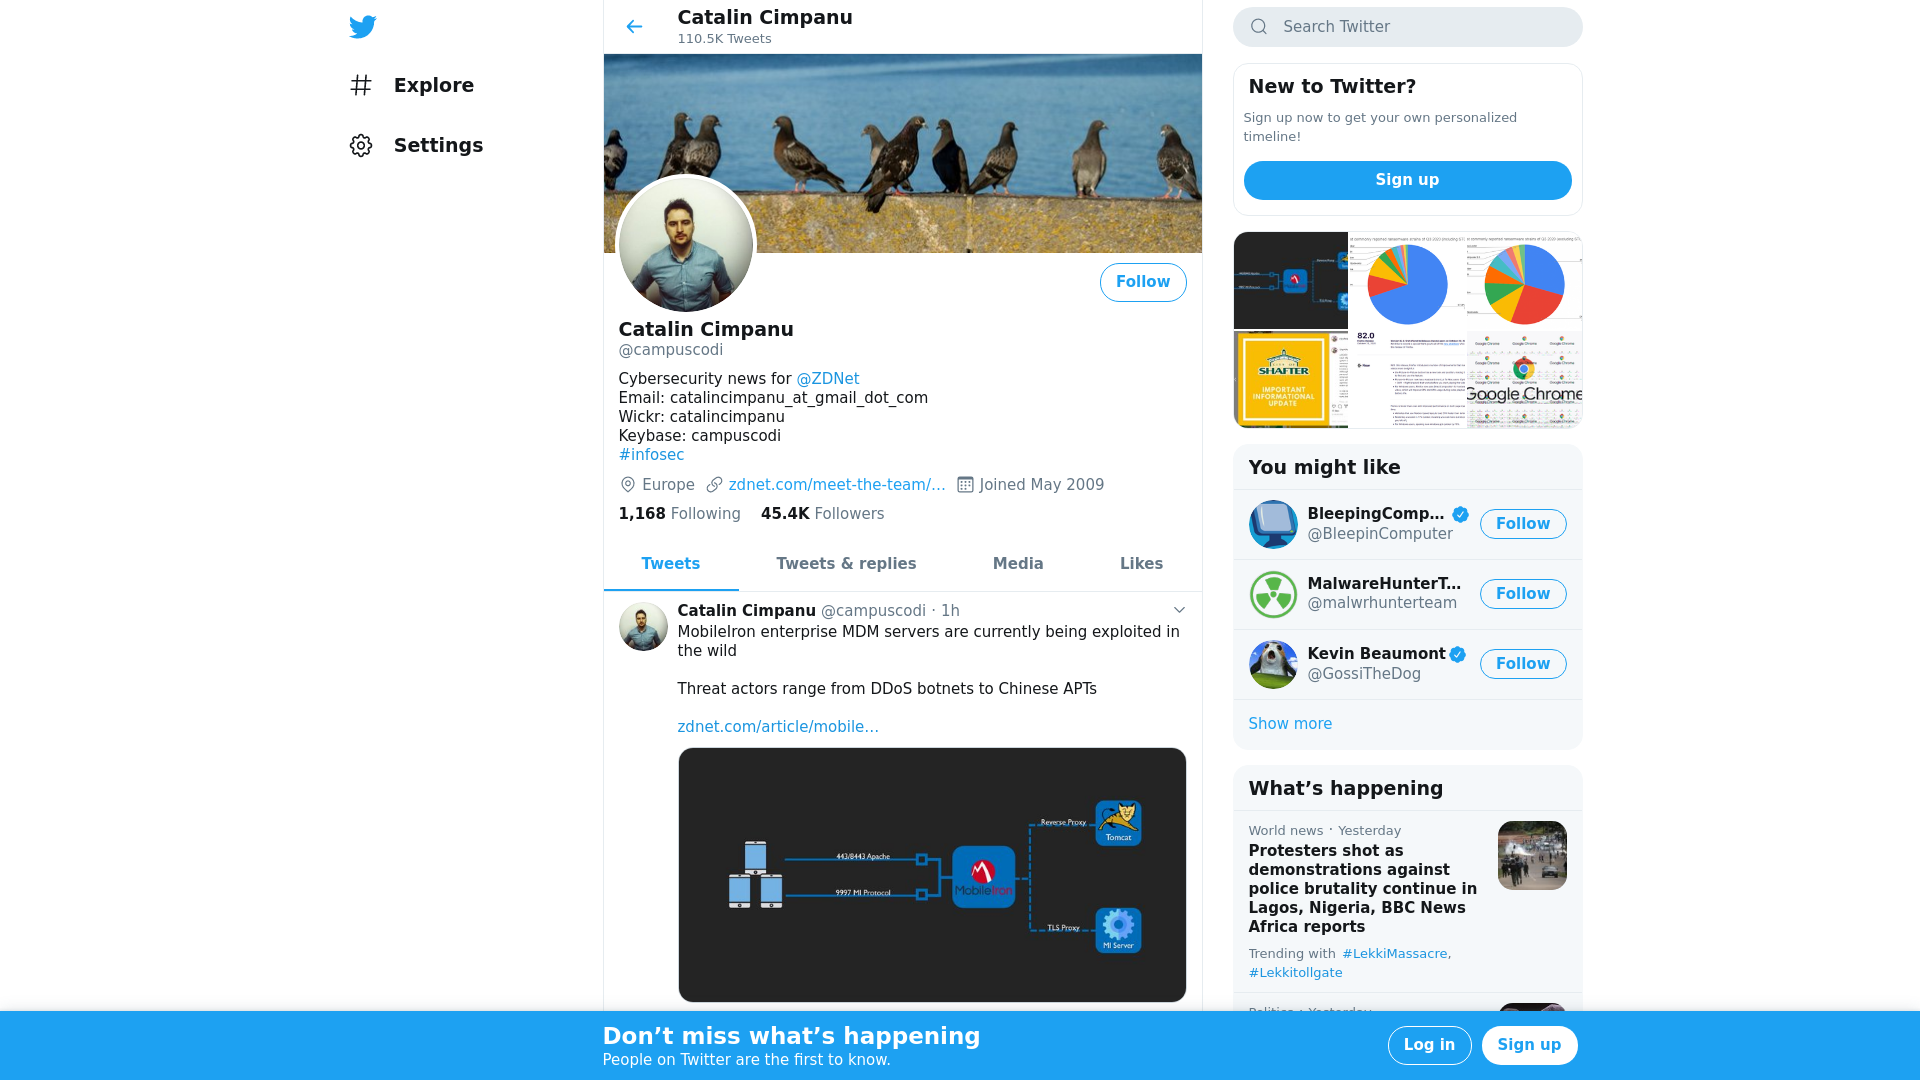 Explore
Settings
Catalin Cimpanu
110.5K Tweets
Follow
Catalin Cimpanu
@campuscodi
Cybersecurity news for @ZDNet
Email: catalincimpanu_at_gmail_dot_com
Wickr: catalincimpanu
Keybase: campuscodi
#infosec
Europe zdnet.com/meet-the-team/… Joined May 2009
1,168 Following 45.4K Followers
Tweets Tweets & replies Media Likes
Catalin Cimpanu @campuscodi · 1h
MobileIron enterprise MDM servers are currently being exploited in
the wild
Threat actors range from DDoS botnets to Chinese APTs
zdnet.com/article/mobile…
Reverse Proxy
Tomcat
443/8443 Apache
MobileIron
9997 MI Protocol
TLS Proxy
MI Server
Search Twitter
New to Twitter?
Sign up now to get your own personalized
timeline!
Sign up
82.0
SHAFTER
IMPORTANT
INFORMATIONAL
UPDATE
Google Chrome
You might like
BleepingComp…
@BleepinComputer
Follow
MalwareHunterT…
@malwrhunterteam
Follow
Kevin Beaumont
@GossiTheDog
Follow
Show more
What’s happening
World news · Yesterday
Protesters shot as
demonstrations against
police brutality continue in
Lagos, Nigeria, BBC News
Africa reports
Trending with #LekkiMassacre,
#Lekkitollgate
Don’t miss what’s happening
People on Twitter are the first to know.
Log in
Sign up